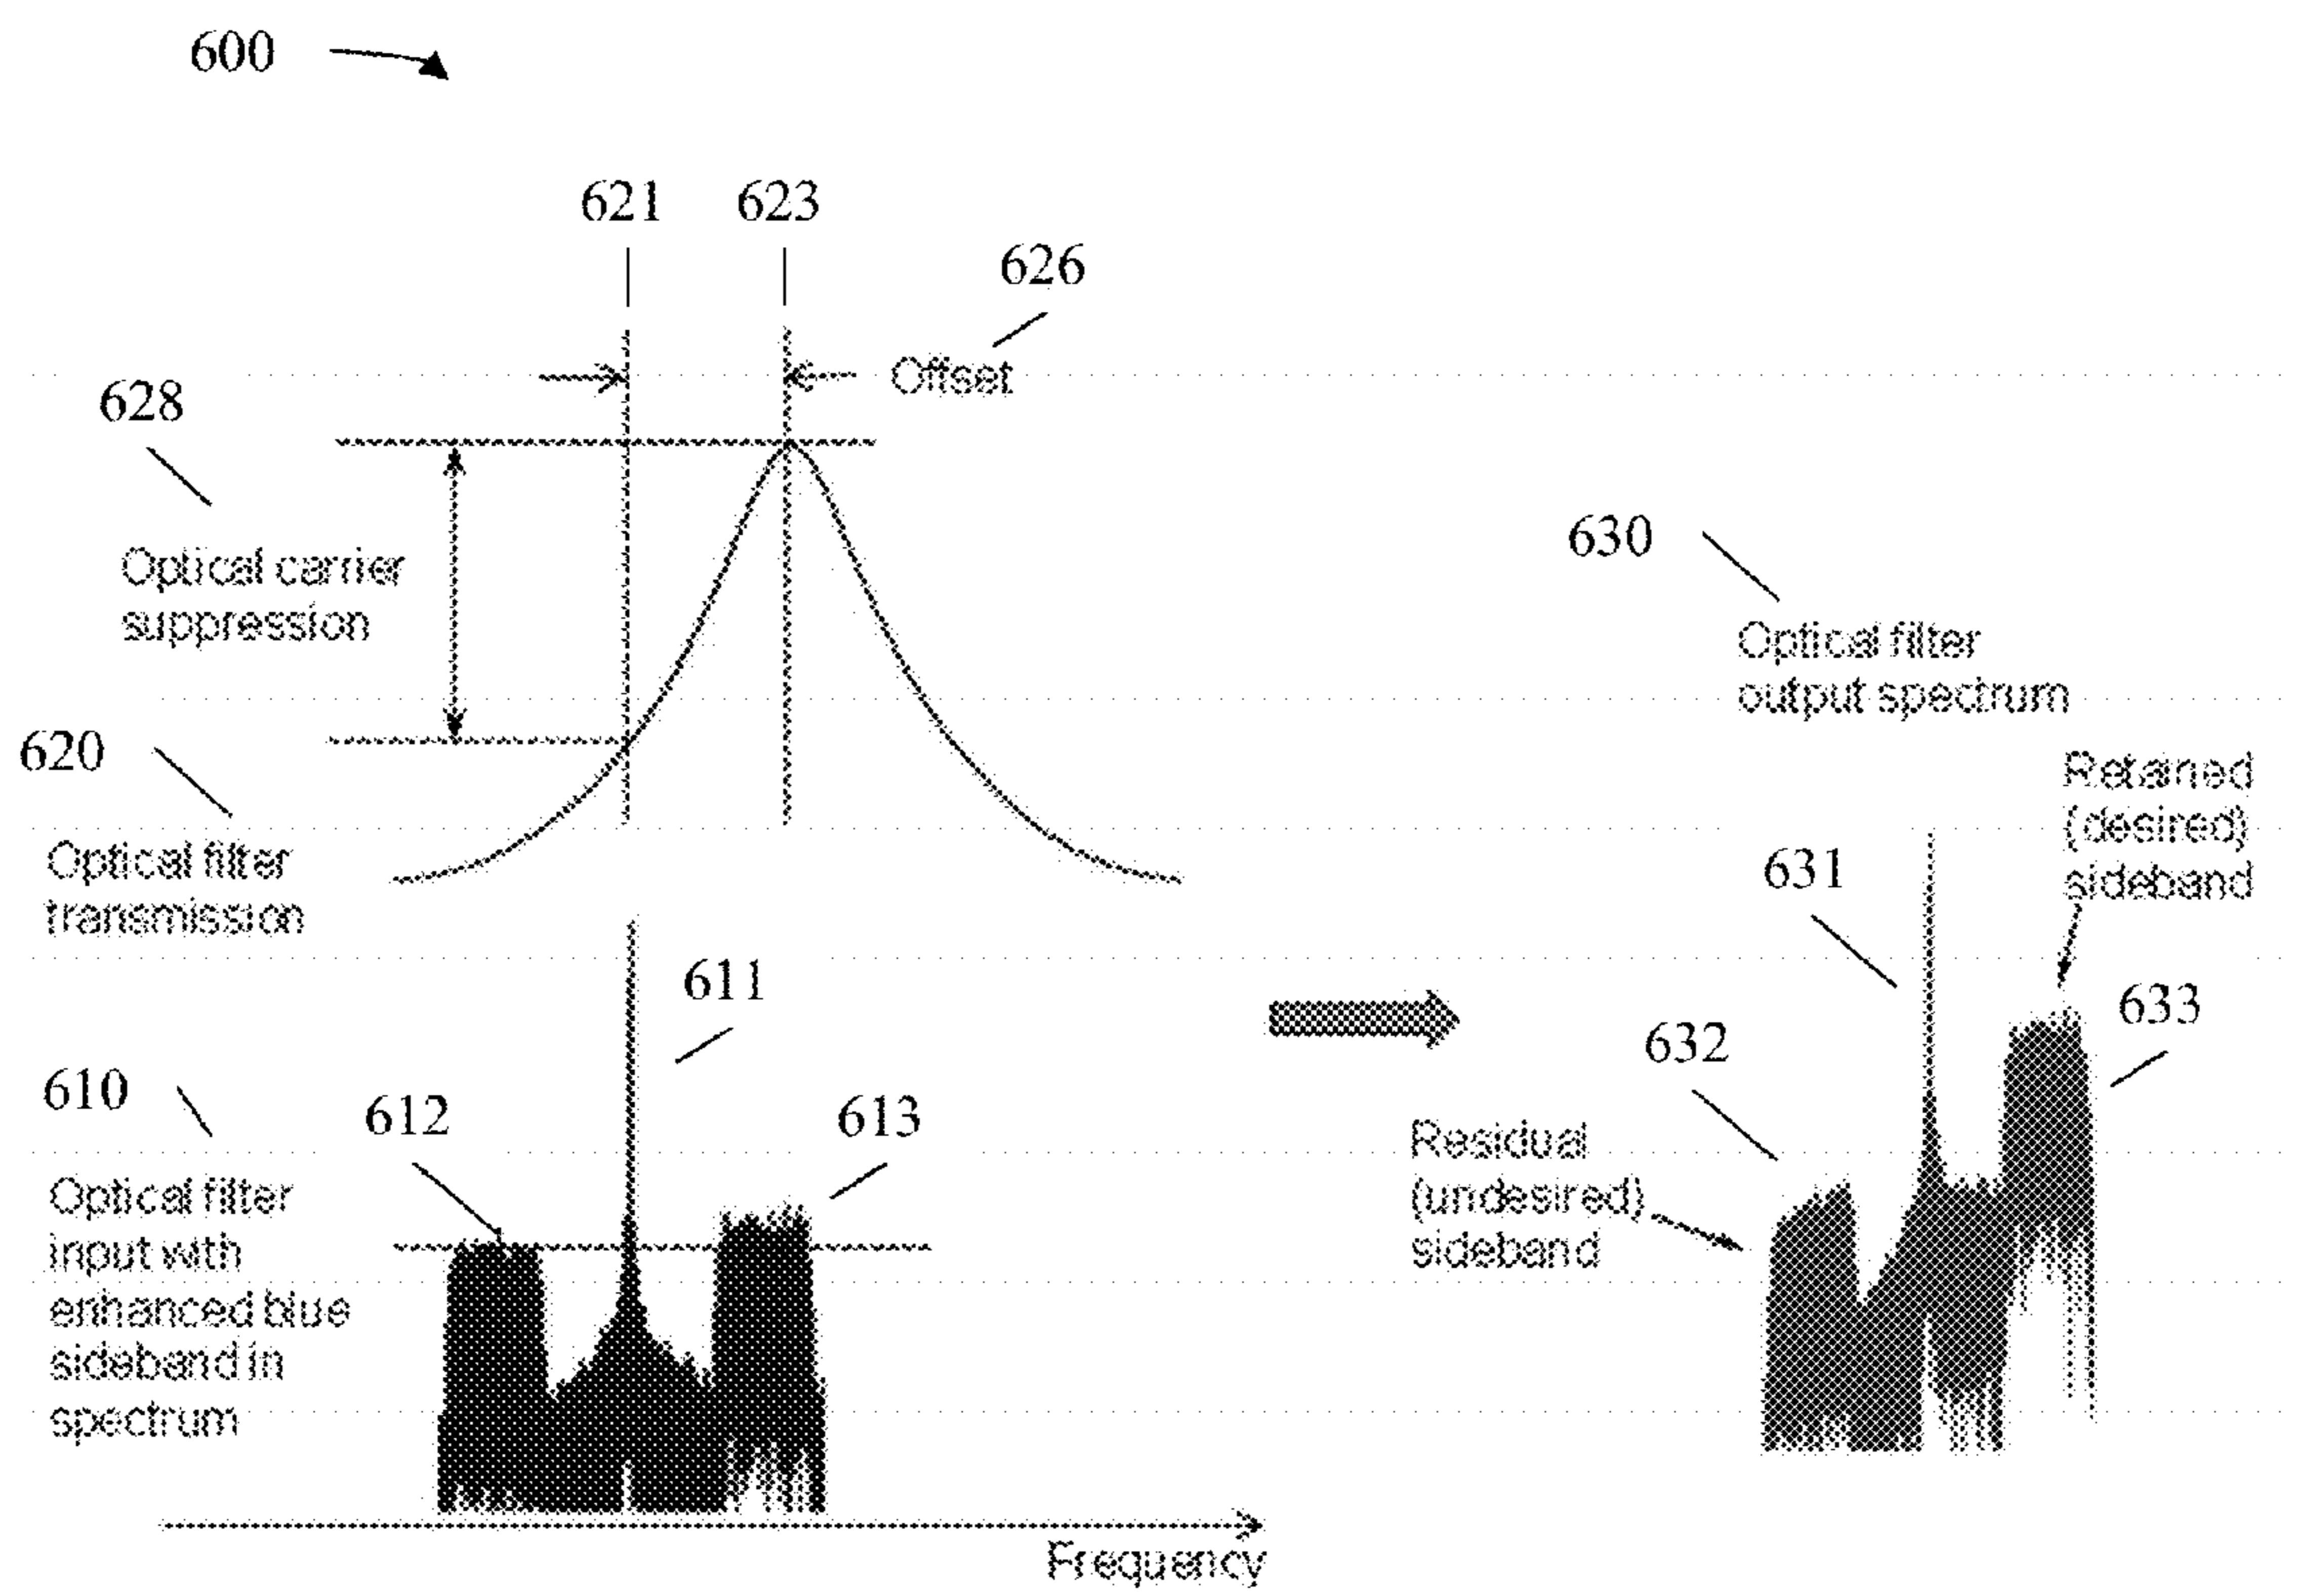 600
621
623
626
Offset
628
Optical carrier
suppression
620
Optical filter
transmission
630
Optical filter
output spectrum
Retained
(desired)
sideband
631
633
632
Residual
(undesired)
sideband
611
610
612
613
Optical filter
input with
enhanced blue
sideband in
spectrum
Frequency